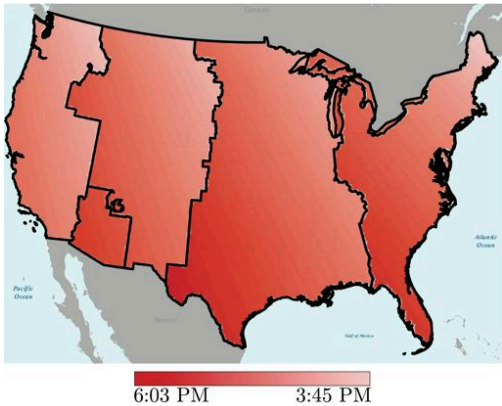 Canada
Atlantic
Ocean
Pacific
Ocean
Mexico
Gulf of Mexico
6:03 PM 3:45 PM